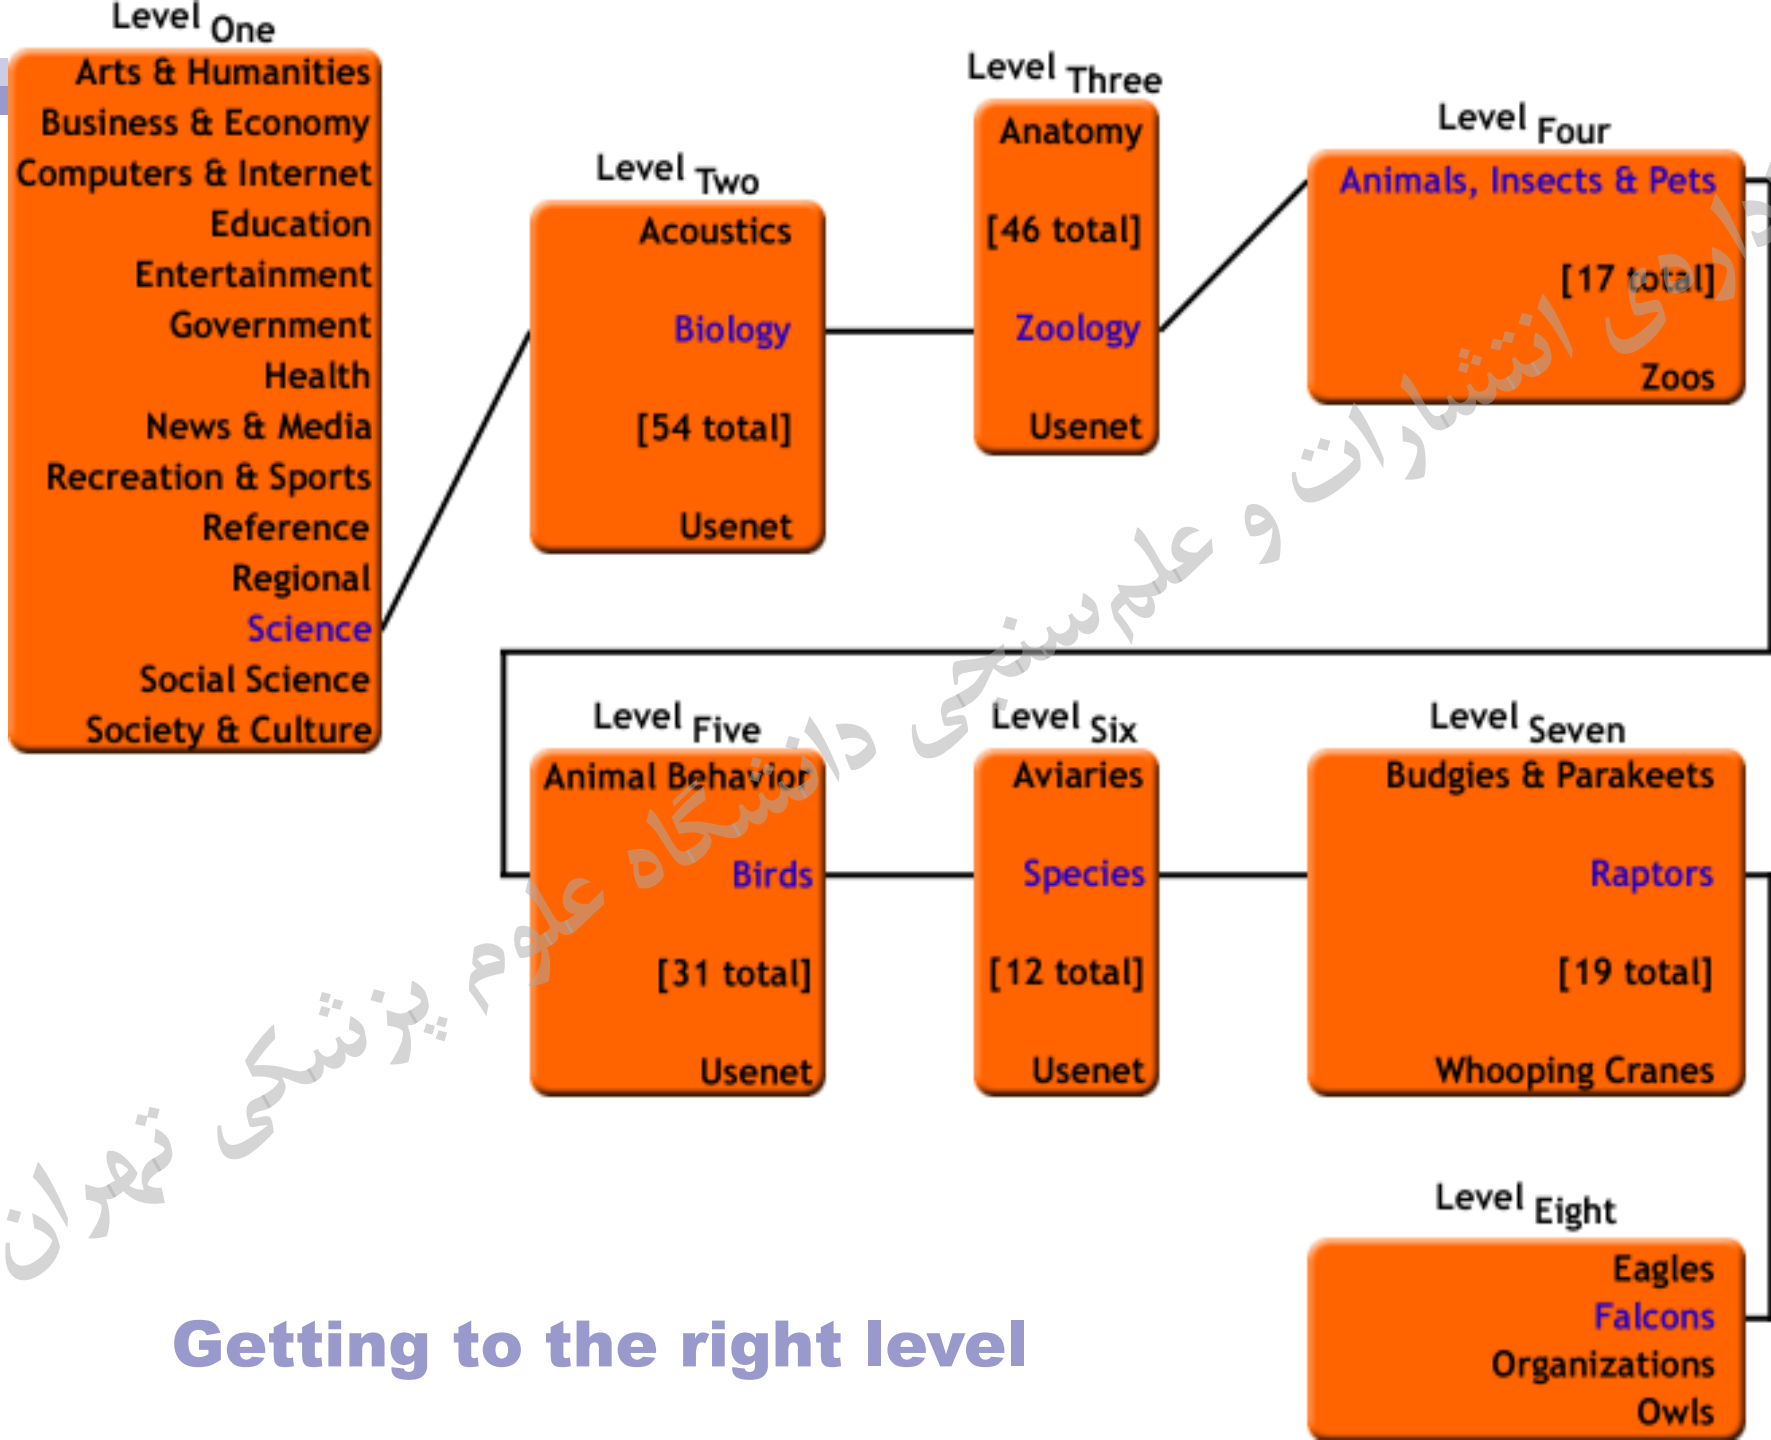 Level One
Arts & Humanities
Business & Economy
Computers & Internet
Education
Entertainment
Government
Health
News & Media
Recreation & Sports
Reference
Regional
Science
Social Science
Society & Culture
Level Two
Acoustics
Biology
[54 total]
Usenet
Level Three
Anatomy
[46 total]
Zoology
Usenet
Level Four
Animals, Insects & Pets
[17 total]
Zoos
Level Five
Animal Behavior
Birds
[31 total]
Usenet
Level Six
Aviaries
Species
[12 total]
Usenet
Level Seven
Budgies & Parakeets
Raptors
[19 total]
Whooping Cranes
Level Eight
Eagles
Falcons
Organizations
Owls
Getting to the right level
اداره‌ی انتشارات و علم‌سنجی دانشگاه علوم پزشکی تهران